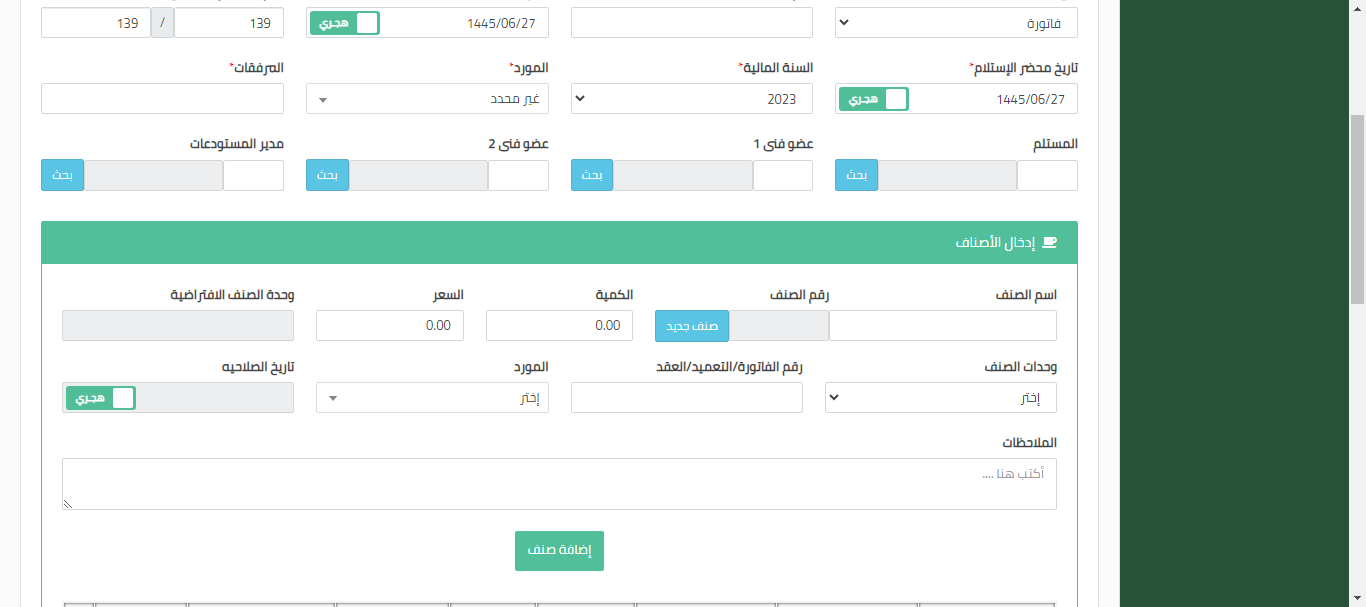 فاتورة
1445/06/27 هجري
139 / 139
تاريخ محضر الإستلام* السنة المالية* المورد* المرفقات*
1445/06/27 هجري 2023 غير محدد
المستلم عضو فنى 1 عضو فنى 2 مدير المستودعات
بحث بحث بحث بحث
إدخال الأصناف
اسم الصنف رقم الصنف الكمية السعر وحدة الصنف الافتراضية
صنف جديد 0.00 0.00
وحدات الصنف رقم الفاتورة/التعميد/العقد المورد تاريخ الصلاحيه
إختر إختر هجري
الملاحظات
أكتب هنا ....
إضافة صنف